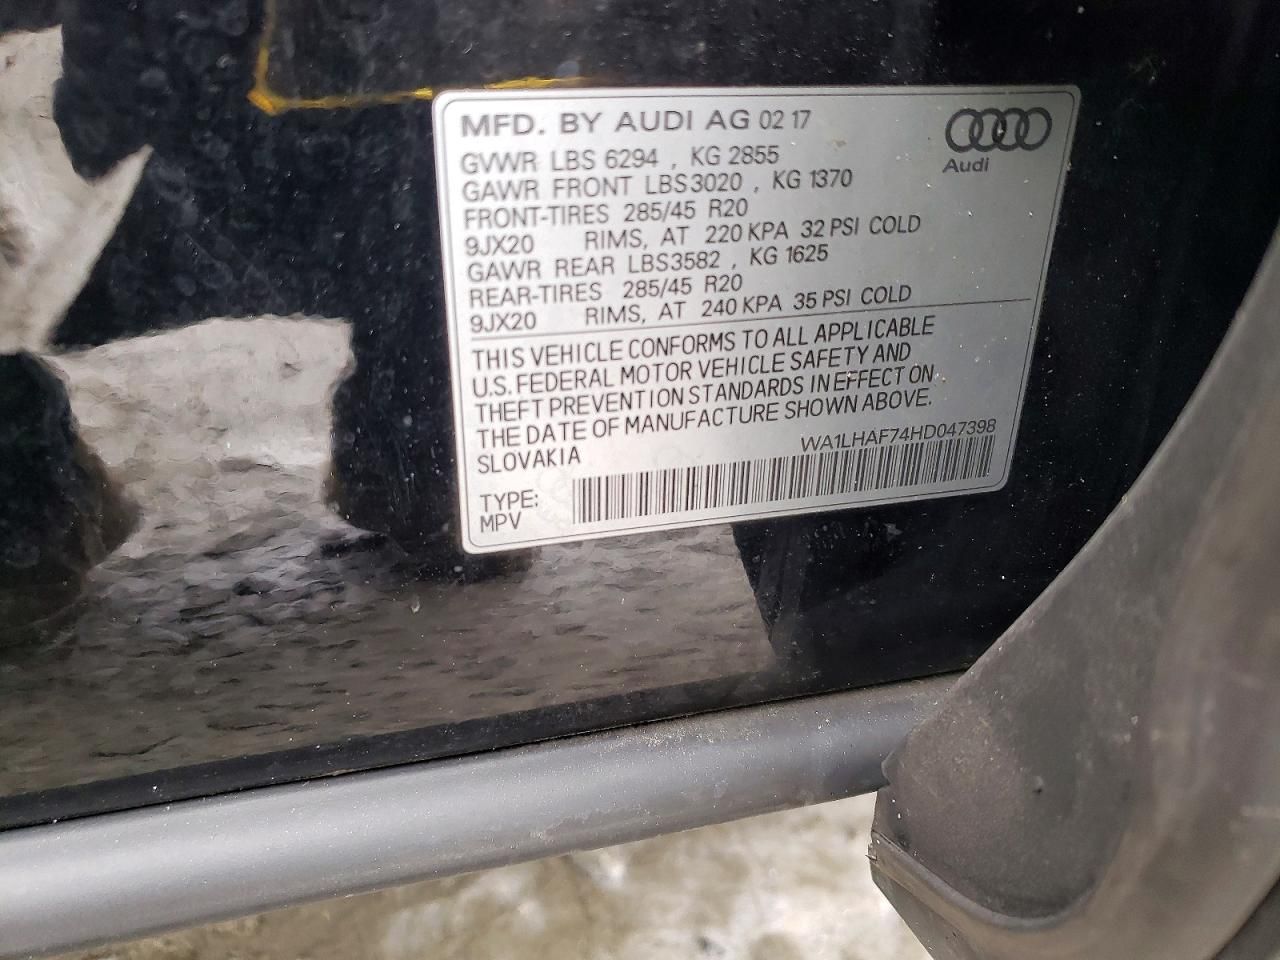 MFD. BY AUDI AG 02 17
Audi
GVWR LBS 6294 , KG 2855
GAWR FRONT LBS3020 , KG 1370
FRONT-TIRES 285/45 R20
9JX20 RIMS, AT 220 KPA 32 PSI COLD
GAWR REAR LBS3582 , KG 1625
REAR-TIRES 285/45 R20
9JX20 RIMS, AT 240 KPA 35 PSI COLD
THIS VEHICLE CONFORMS TO ALL APPLICABLE
U.S. FEDERAL MOTOR VEHICLE SAFETY AND
THEFT PREVENTION STANDARDS IN EFFECT ON
THE DATE OF MANUFACTURE SHOWN ABOVE.
SLOVAKIA
WA1LHAF74HD047398
TYPE:
MPV